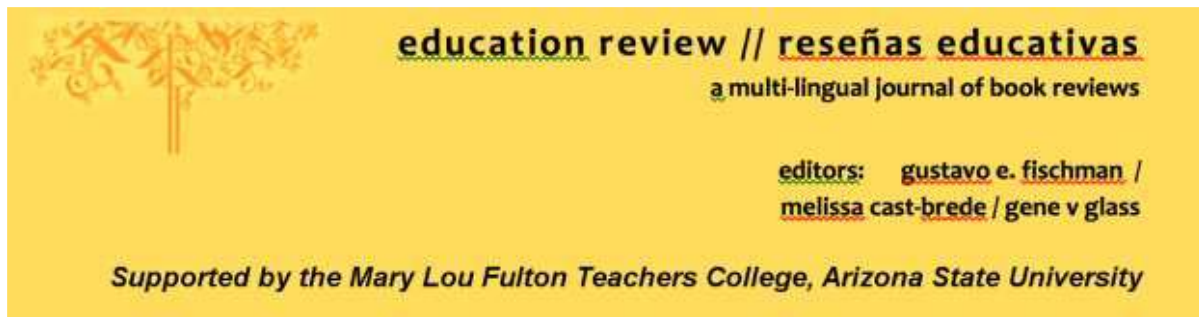 education review // reseñas educativas
a multi-lingual journal of book reviews
editors: gustavo e. fischman /
melissa cast-brede / gene v glass
Supported by the Mary Lou Fulton Teachers College, Arizona State University